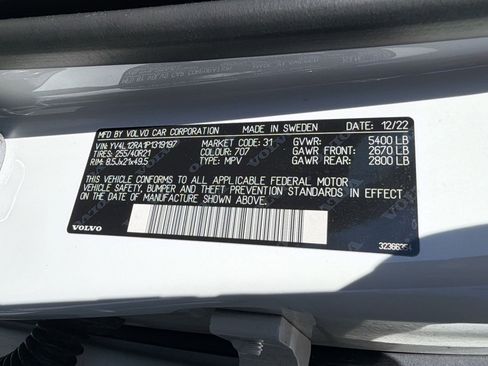 MFD BY VOLVO CAR CORPORATION MADE IN SWEDEN 12/22
VIN: YV4L12RA1P1319197 MARKET CODE: 31 GVWR: 5400 LB
TIRES: 255/40R21 COLOUR: 707 GAWR FRONT: 2670 LB
RIM: 8.5Jx21x49.5 TYPE: MPV GAWR REAR: 2800 LB
THIS VEHICLE CONFORMS TO ALL APPLICABLE FEDERAL MOTOR
VEHICLE SAFETY, BUMPER AND THEFT PREVENTION STANDARDS IN EFFECT ON
THE DATE OF MANUFACTURE SHOWN ABOVE.
VOLVO